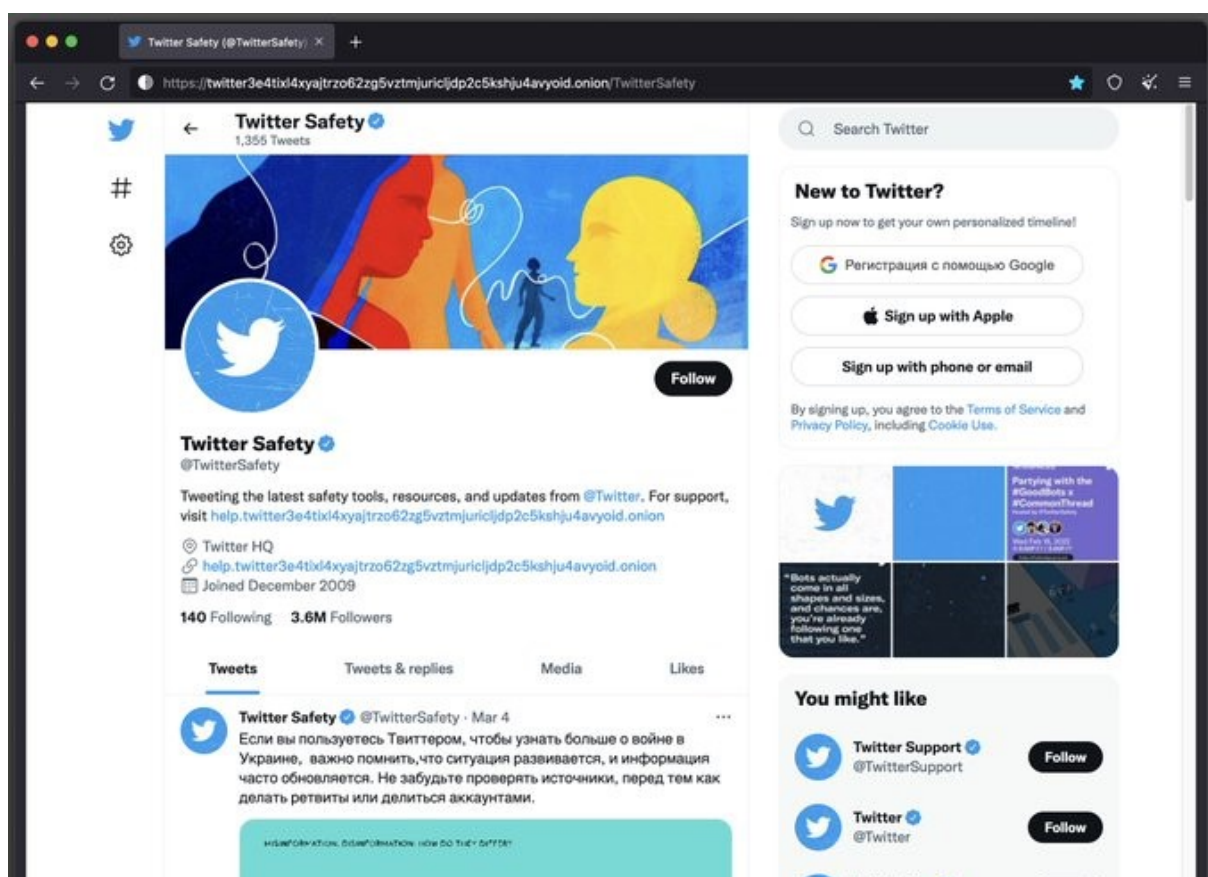 Twitter Safety (@TwitterSafety)
https://twitter3e4tixl4xyajtrzo62zg5vztmjuricljdp2c5kshju4avyoid.onion/TwitterSafety
Twitter Safety
1,355 Tweets
Follow
Twitter Safety
@TwitterSafety
Tweeting the latest safety tools, resources, and updates from @Twitter. For support,
visit help.twitter3e4tixl4xyajtrzo62zg5vztmjuricljdp2c5kshju4avyoid.onion
Twitter HQ
help.twitter3e4tixl4xyajtrzo62zg5vztmjuricljdp2c5kshju4avyoid.onion
Joined December 2009
140 Following 3.6M Followers
Tweets Tweets & replies Media Likes
Twitter Safety @TwitterSafety · Mar 4
Если вы пользуетесь Твиттером, чтобы узнать больше о войне в
Украине, важно помнить,что ситуация развивается, и информация
часто обновляется. Не забудьте проверять источники, перед тем как
делать ретвиты или делиться аккаунтами.
MISINFORMATION, DISINFORMATION: HOW DO THEY DIFFER?
Search Twitter
New to Twitter?
Sign up now to get your own personalized timeline!
Регистрация с помощью Google
Sign up with Apple
Sign up with phone or email
By signing up, you agree to the Terms of Service and
Privacy Policy, including Cookie Use.
Partying with the
#GoodBots x
#CommonThread
"Bots actually
come in all
shapes and sizes,
and chances are,
you're already
following one
that you like."
You might like
Twitter Support
@TwitterSupport
Follow
Twitter
@Twitter
Follow